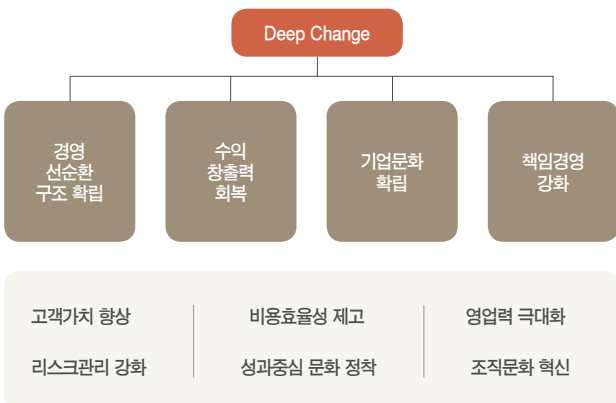 Deep Change
경영
선순환
구조 확립
수익
창출력
회복
기업문화
확립
책임경영
강화
고객가치 향상
비용효율성 제고
영업력 극대화
리스크관리 강화
성과중심 문화 정착
조직문화 혁신